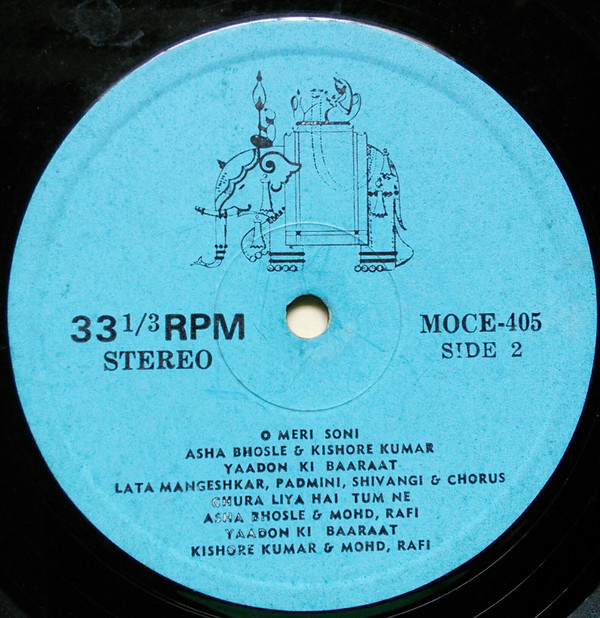 33 1/3 RPM
STEREO
MOCE-405
SIDE 2
O MERI SONI
ASHA BHOSLE & KISHORE KUMAR
YAADON KI BAARAAT
LATA MANGESHKAR, PADMINI, SHIVANGI & CHORUS
CHURA LIYA HAI TUM NE
ASHA BHOSLE & MOHD, RAFI
YAADON KI BAARAAT
KISHORE KUMAR & MOHD, RAFI